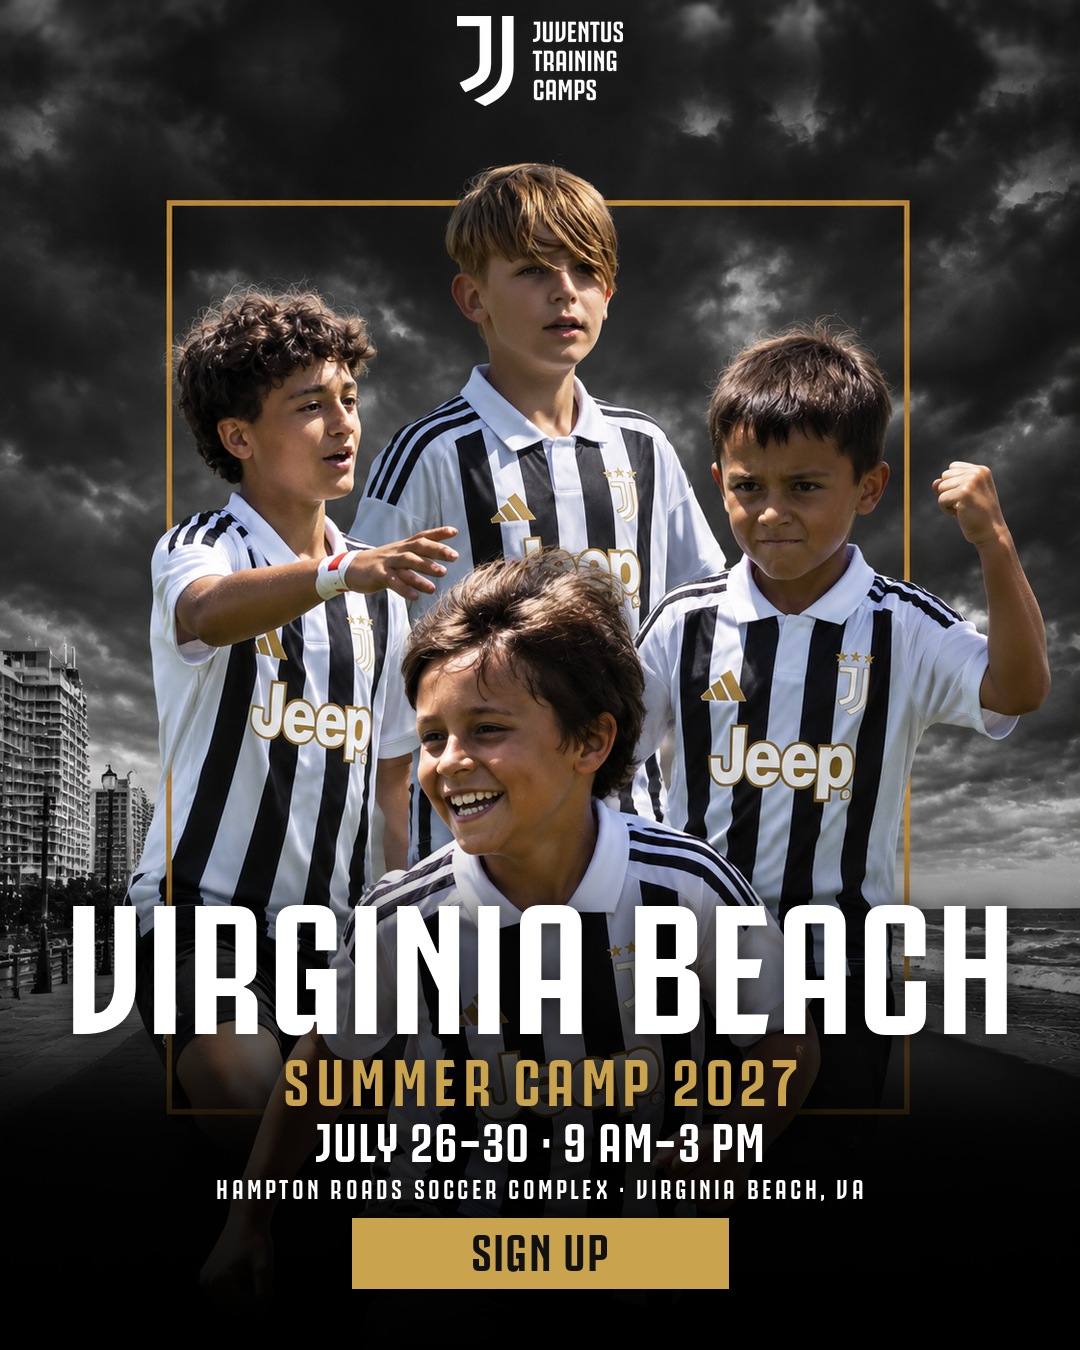 JUVENTUS
TRAINING
CAMPS
Jeep
Jeep
Jeep
VIRGINIA BEACH
Jeep
SUMMER CAMP 2027
JULY 26–30 · 9 AM–3 PM
HAMPTON ROADS SOCCER COMPLEX · VIRGINIA BEACH, VA
SIGN UP